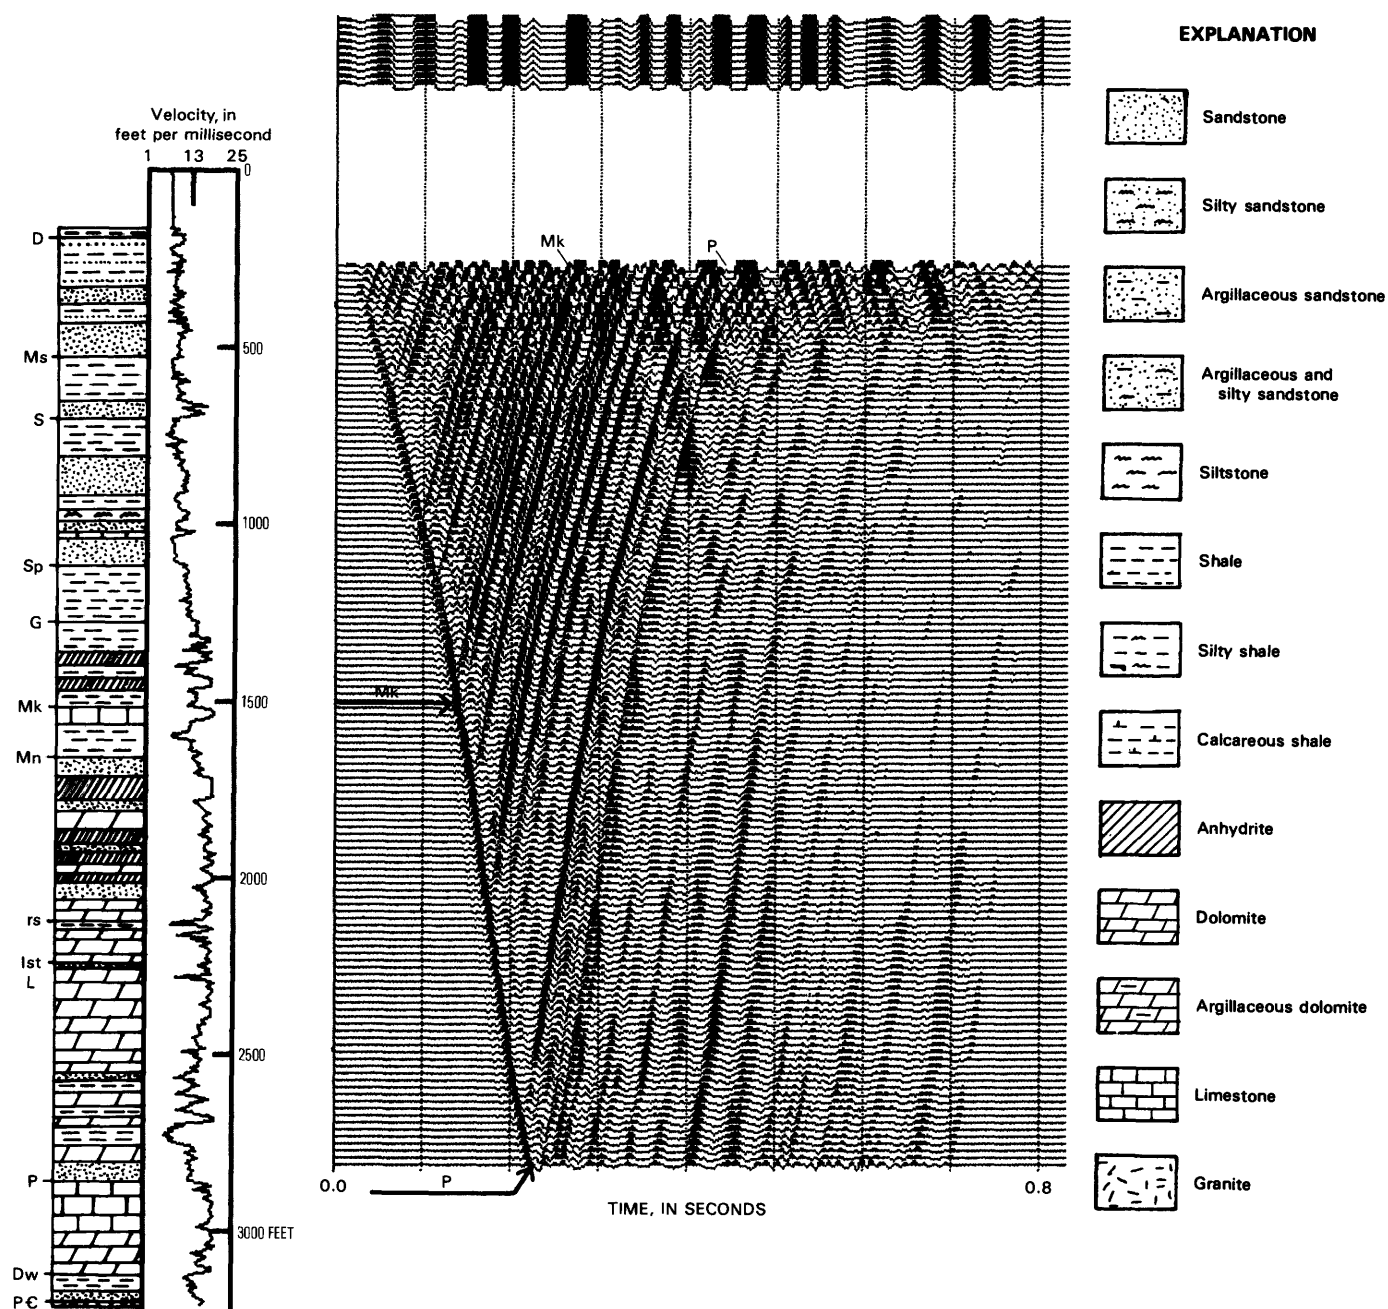 EXPLANATION
Velocity, in
feet per millisecond
1 13 25
0
D
500
Ms
S
1000
Sp
G
1500
Mk
Mn
2000
rs
lst
L
2500
P
3000 FEET
Dw
P€
Mk
P
Mk
P
0.0
0.8
TIME, IN SECONDS
Sandstone
Silty sandstone
Argillaceous sandstone
Argillaceous and
silty sandstone
Siltstone
Shale
Silty shale
Calcareous shale
Anhydrite
Dolomite
Argillaceous dolomite
Limestone
Granite